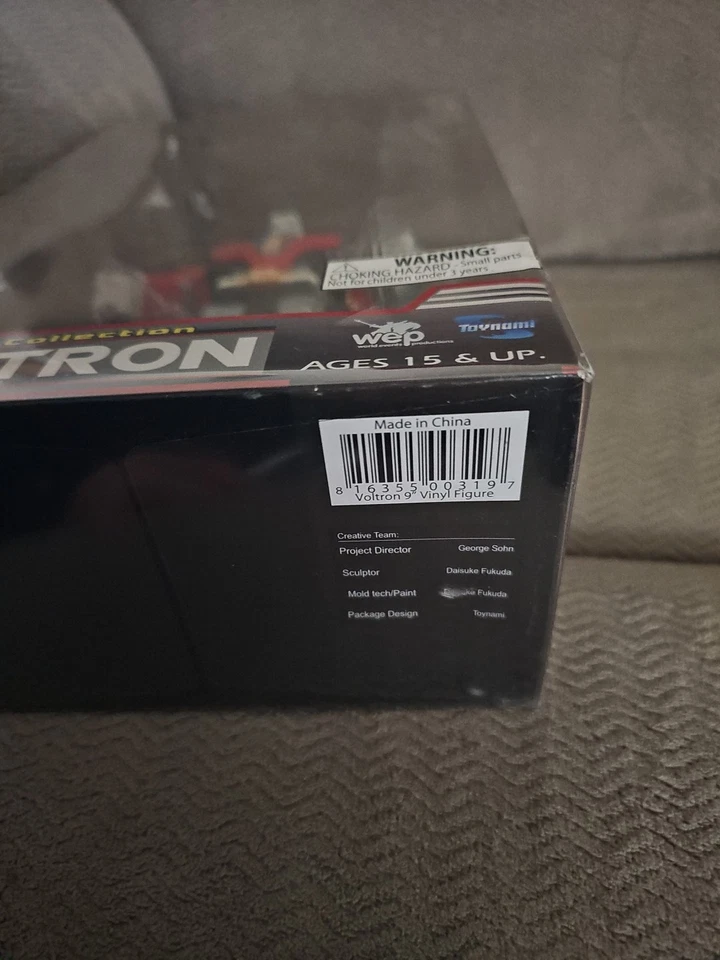 WARNING:
CHOKING HAZARD - Small parts
Not for children under 3 years
Collection
TRON
wep
world events productions
Toynami
AGES 15 & UP.
Made in China
8 16355 00319 7
Voltron 9" Vinyl Figure
Creative Team:
Project Director George Sohn
Sculptor Daisuke Fukuda
Mold tech/Paint Fukuda
Package Design Toynami